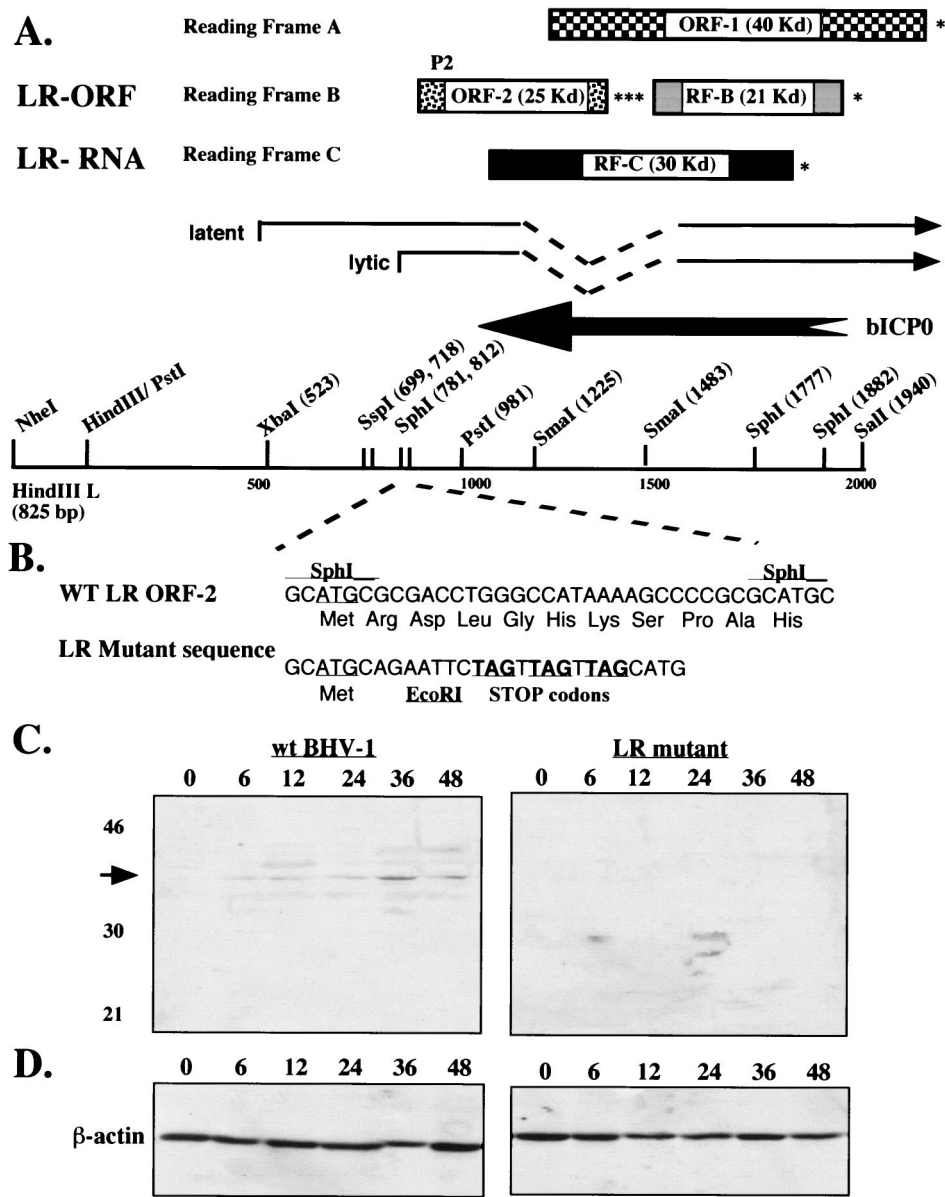 A.
Reading Frame A
ORF-1 (40 Kd) *
P2
LR-ORF
Reading Frame B
ORF-2 (25 Kd) ***
RF-B (21 Kd) *
LR- RNA
Reading Frame C
RF-C (30 Kd) *
latent
lytic
bICP0
NheI
HindIII/ PstI
XbaI (523)
SspI (699, 718)
SphI (781, 812)
PstI (981)
SmaI (1225)
SmaI (1483)
SphI (1777)
SphI (1882)
SalI (1940)
HindIII L
(825 bp)
500 1000 1500 2000
B.
SphI SphI
WT LR ORF-2 GCATGCGCGACCTGGGCCATAAAAGCCCCGCGCATGC
Met Arg Asp Leu Gly His Lys Ser Pro Ala His
LR Mutant sequence
GCATGCAGAATTCTAGTTAGTTAGCATG
Met EcoRI STOP codons
C.
wt BHV-1 LR mutant
0 6 12 24 36 48 0 6 12 24 36 48
46
30
21
D.
0 6 12 24 36 48 0 6 12 24 36 48
β-actin